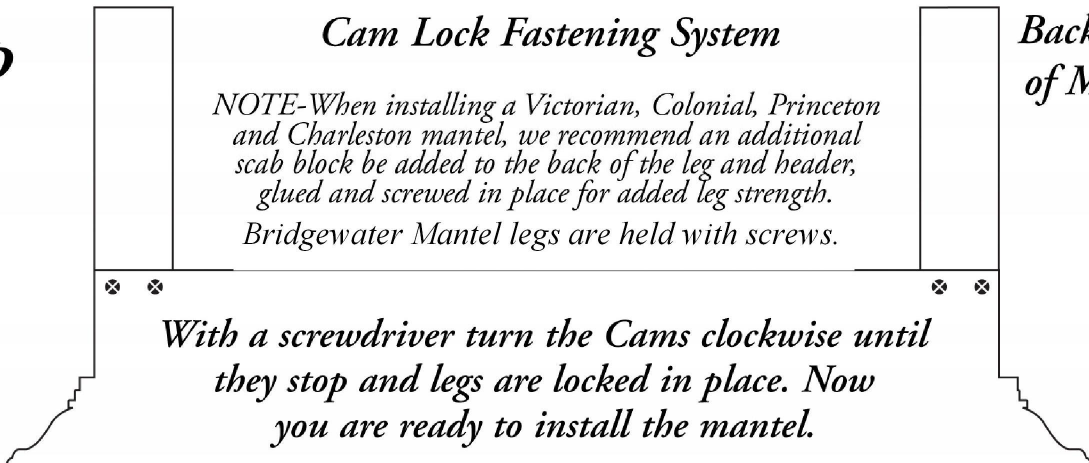 Cam Lock Fastening System
Back
of M
NOTE-When installing a Victorian, Colonial, Princeton
and Charleston mantel, we recommend an additional
scab block be added to the back of the leg and header,
glued and screwed in place for added leg strength.
Bridgewater Mantel legs are held with screws.
With a screwdriver turn the Cams clockwise until
they stop and legs are locked in place. Now
you are ready to install the mantel.